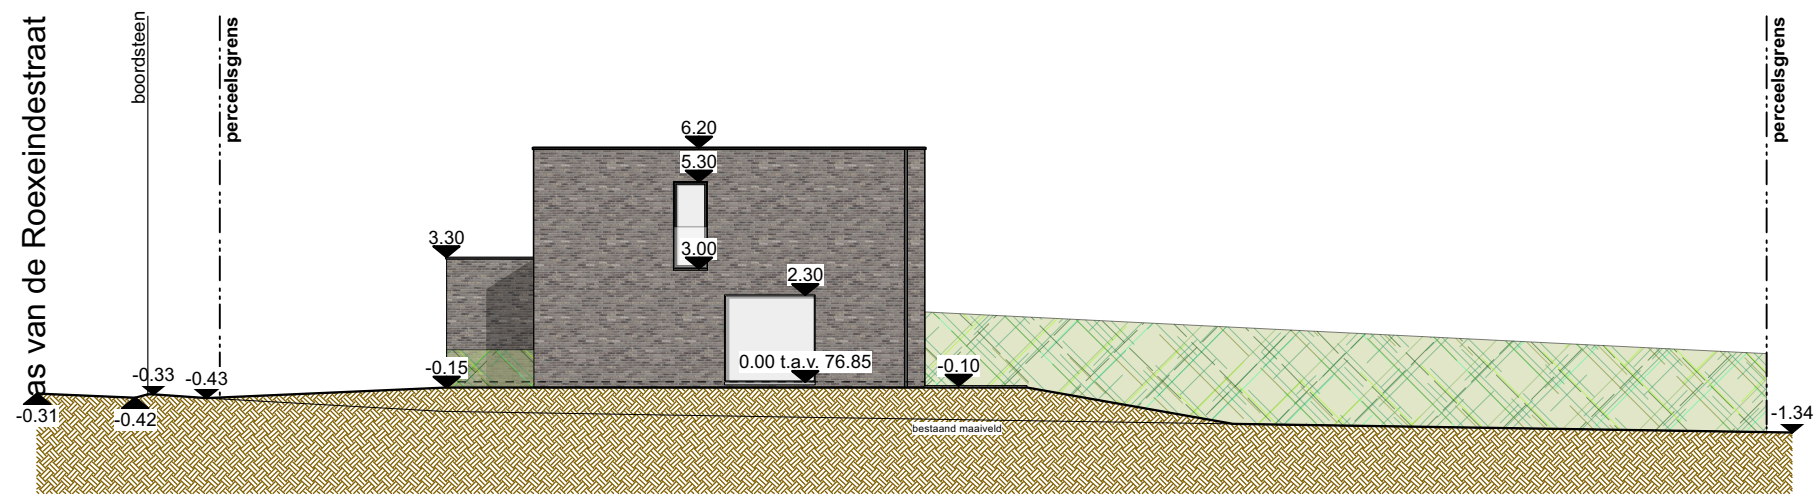 as van de Roexeindestraat
boordsteen
perceelsgrens
perceelsgrens
6.20
5.30
3.30
3.00
2.30
0.00 t.a.v. 76.85
-0.15
-0.10
-0.33
-0.43
-0.31
-0.42
-1.34
bestaand maaiveld